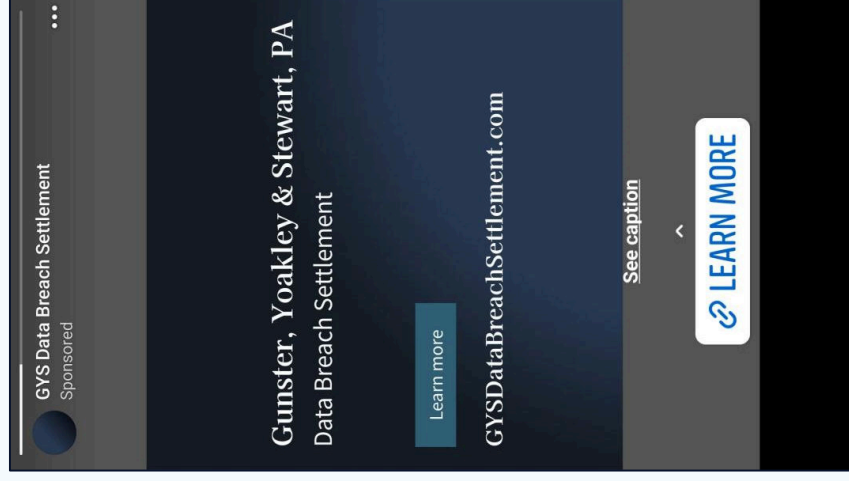 GYS Data Breach Settlement
Sponsored
Gunster, Yoakley & Stewart, PA
Data Breach Settlement
Learn more
GYSDataBreachSettlement.com
See caption
LEARN MORE